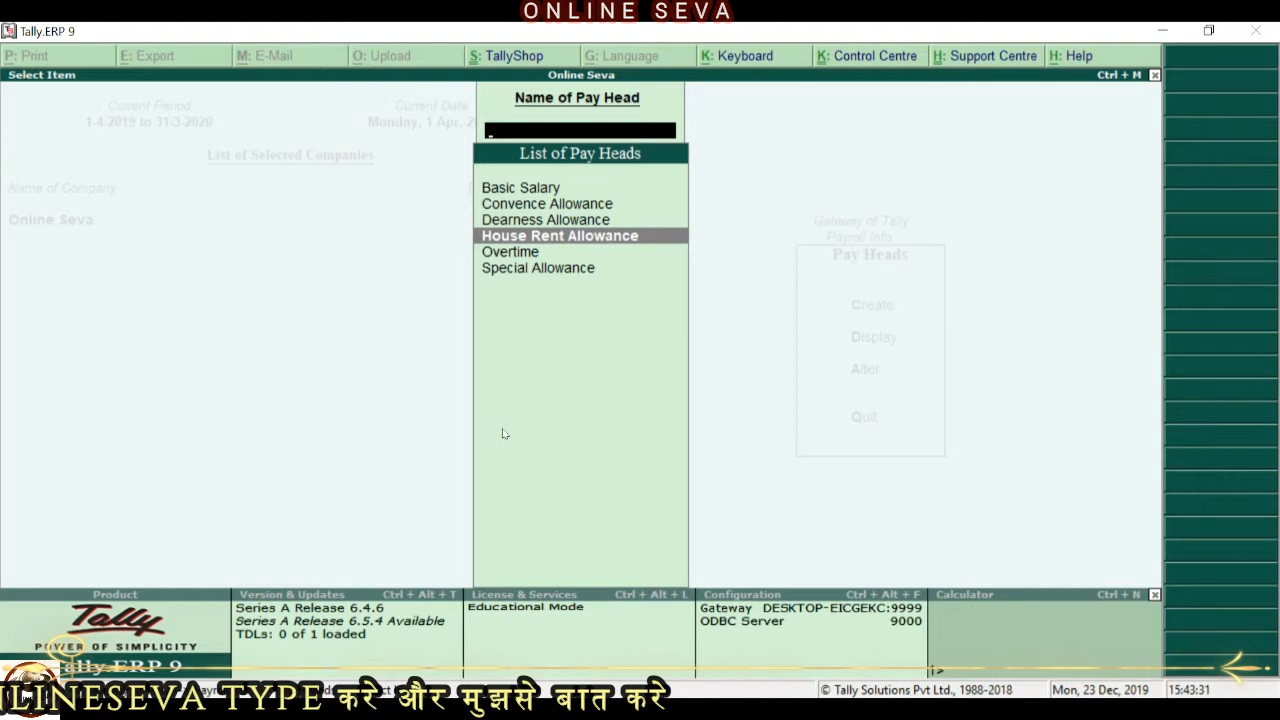 ONLINE SEVA
Tally.ERP 9
P: Print E: Export M: E-Mail O: Upload S: TallyShop G: Language K: Keyboard K: Control Centre H: Support Centre H: Help
Select Item Online Seva Ctrl + M
Current Period Current Date
1-4-2019 to 31-3-2020 Monday, 1 Apr, 2
List of Selected Companies
Name of Company
Online Seva
Name of Pay Head
List of Pay Heads
Basic Salary
Convence Allowance
Dearness Allowance
House Rent Allowance
Overtime
Special Allowance
Gateway of Tally
Payroll Info.
Pay Heads
Create
Display
Alter
Quit
Product Version & Updates Ctrl + Alt + T License & Services Ctrl + Alt + L Configuration Ctrl + Alt + F Calculator Ctrl + N
Tally
POWER OF SIMPLICITY
Tally.ERP 9
Series A Release 6.4.6
Series A Release 6.5.4 Available
TDLs: 0 of 1 loaded
Educational Mode
Gateway DESKTOP-EICGEKC:9999
ODBC Server 9000
1>
© Tally Solutions Pvt Ltd., 1988-2018 Mon, 23 Dec, 2019 15:43:31
NLINESEVA TYPE करे और मुझसे बात करे